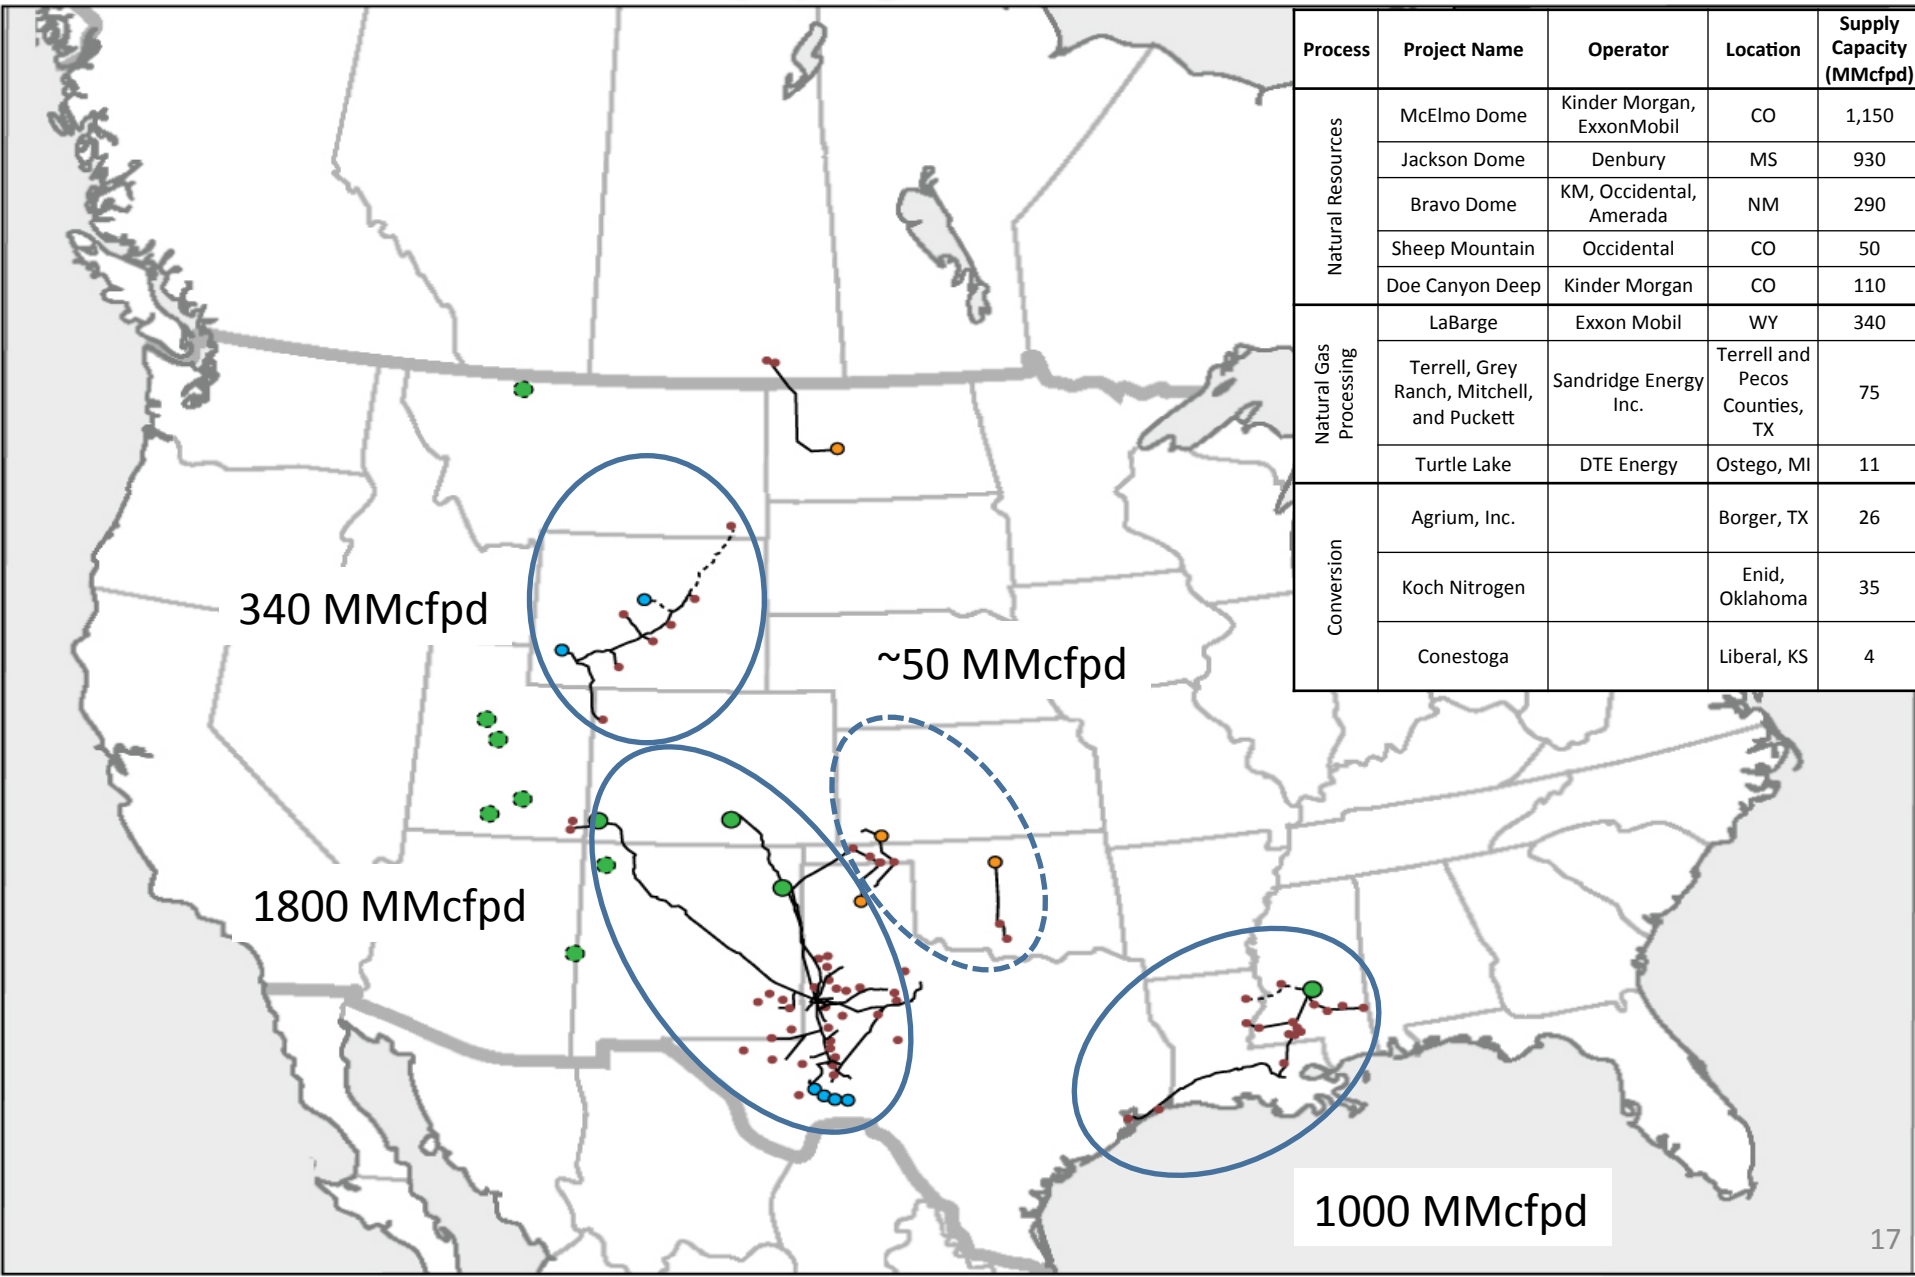 Process Project Name Operator Location Supply Capacity (MMcfpd)
Natural Resources
McElmo Dome Kinder Morgan, ExxonMobil CO 1,150
Jackson Dome Denbury MS 930
Bravo Dome KM, Occidental, Amerada NM 290
Sheep Mountain Occidental CO 50
Doe Canyon Deep Kinder Morgan CO 110
Natural Gas Processing
LaBarge Exxon Mobil WY 340
Terrell, Grey Ranch, Mitchell, and Puckett Sandridge Energy Inc. Terrell and Pecos Counties, TX 75
Turtle Lake DTE Energy Ostego, MI 11
Conversion
Agrium, Inc. Borger, TX 26
Koch Nitrogen Enid, Oklahoma 35
Conestoga Liberal, KS 4
340 MMcfpd
~50 MMcfpd
1800 MMcfpd
1000 MMcfpd
17